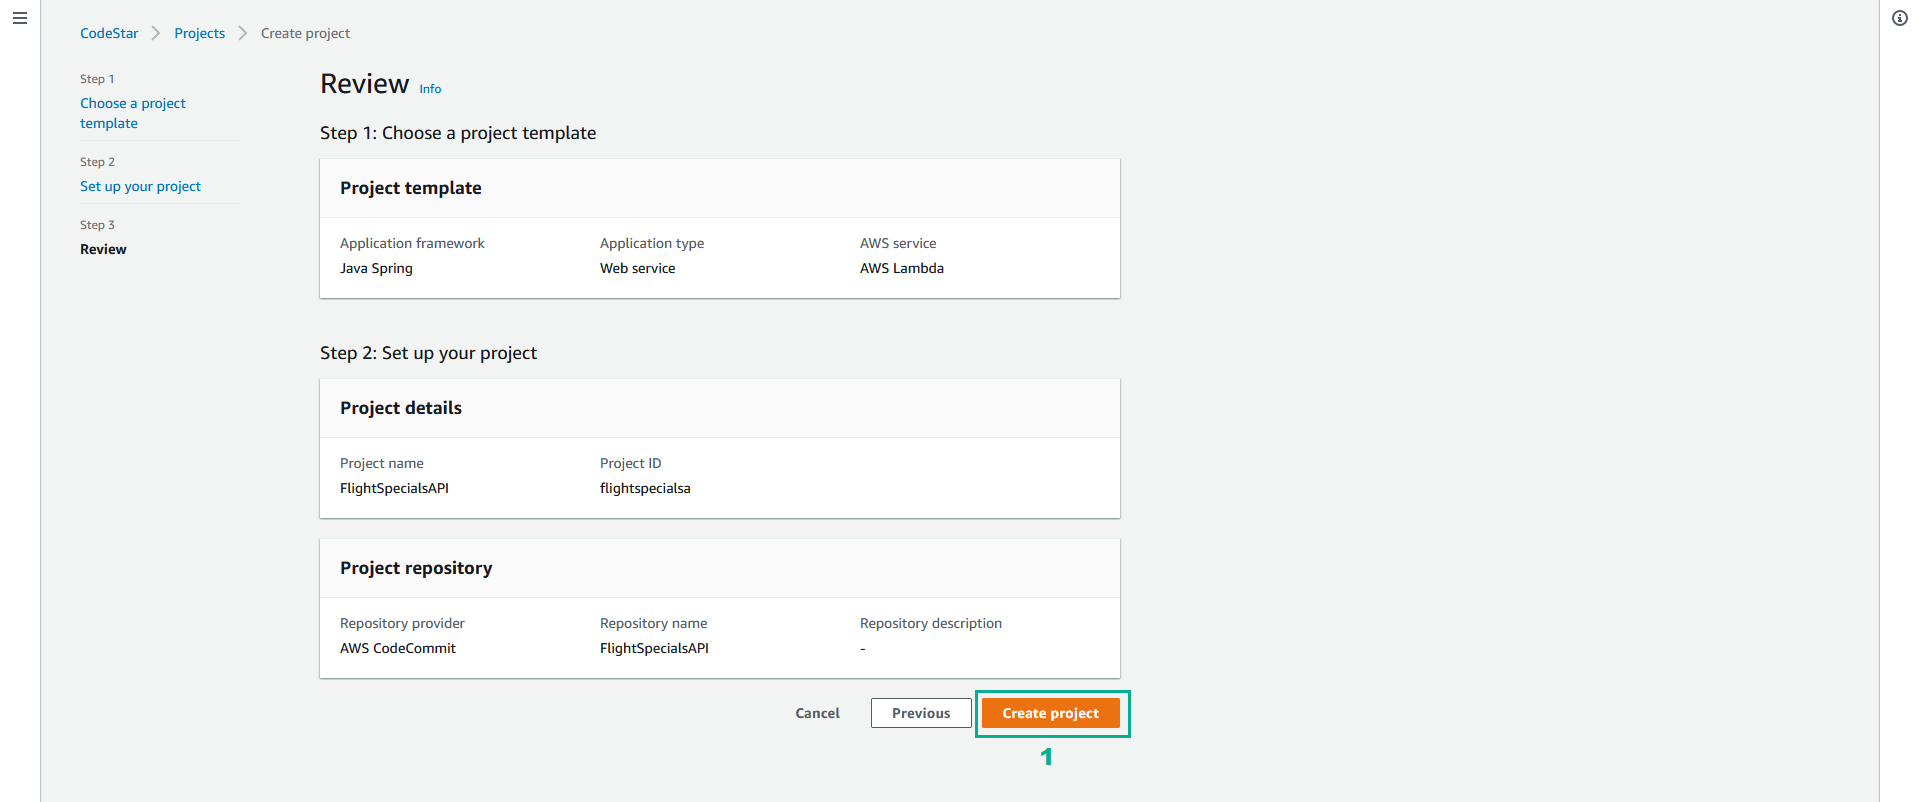 CodeStar > Projects > Create project
Step 1
Choose a project
template
Step 2
Set up your project
Step 3
Review
Review Info
Step 1: Choose a project template
Project template
Application framework Application type AWS service
Java Spring Web service AWS Lambda
Step 2: Set up your project
Project details
Project name Project ID
FlightSpecialsAPI flightspecialsa
Project repository
Repository provider Repository name Repository description
AWS CodeCommit FlightSpecialsAPI -
Cancel Previous Create project
1